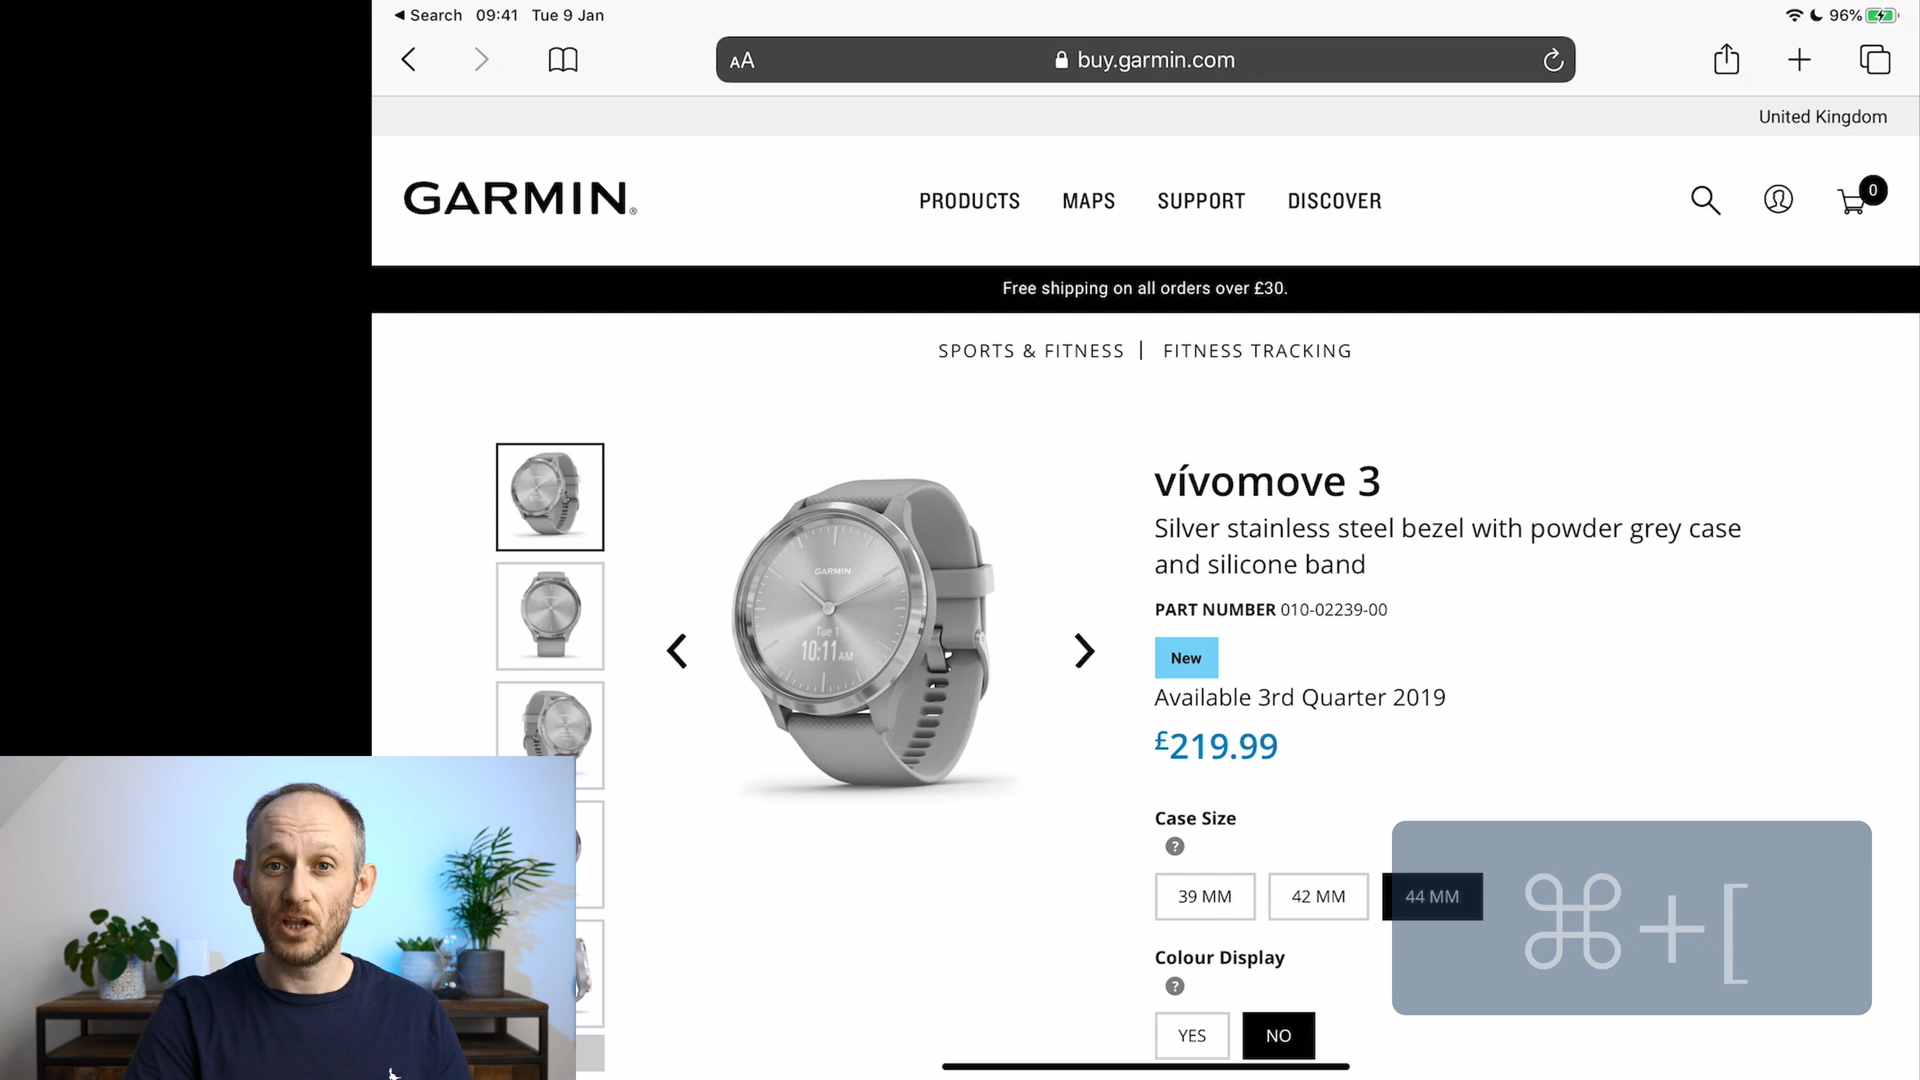 ◀ Search 09:41 Tue 9 Jan 96%
AA buy.garmin.com
United Kingdom
GARMIN®
PRODUCTS MAPS SUPPORT DISCOVER
0
Free shipping on all orders over £30.
SPORTS & FITNESS | FITNESS TRACKING
GARMIN
Tue 1
10:11 AM
vívomove 3
Silver stainless steel bezel with powder grey case
and silicone band
PART NUMBER 010-02239-00
New
Available 3rd Quarter 2019
£219.99
Case Size
?
39 MM 42 MM 44 MM
⌘+[
Colour Display
?
YES NO